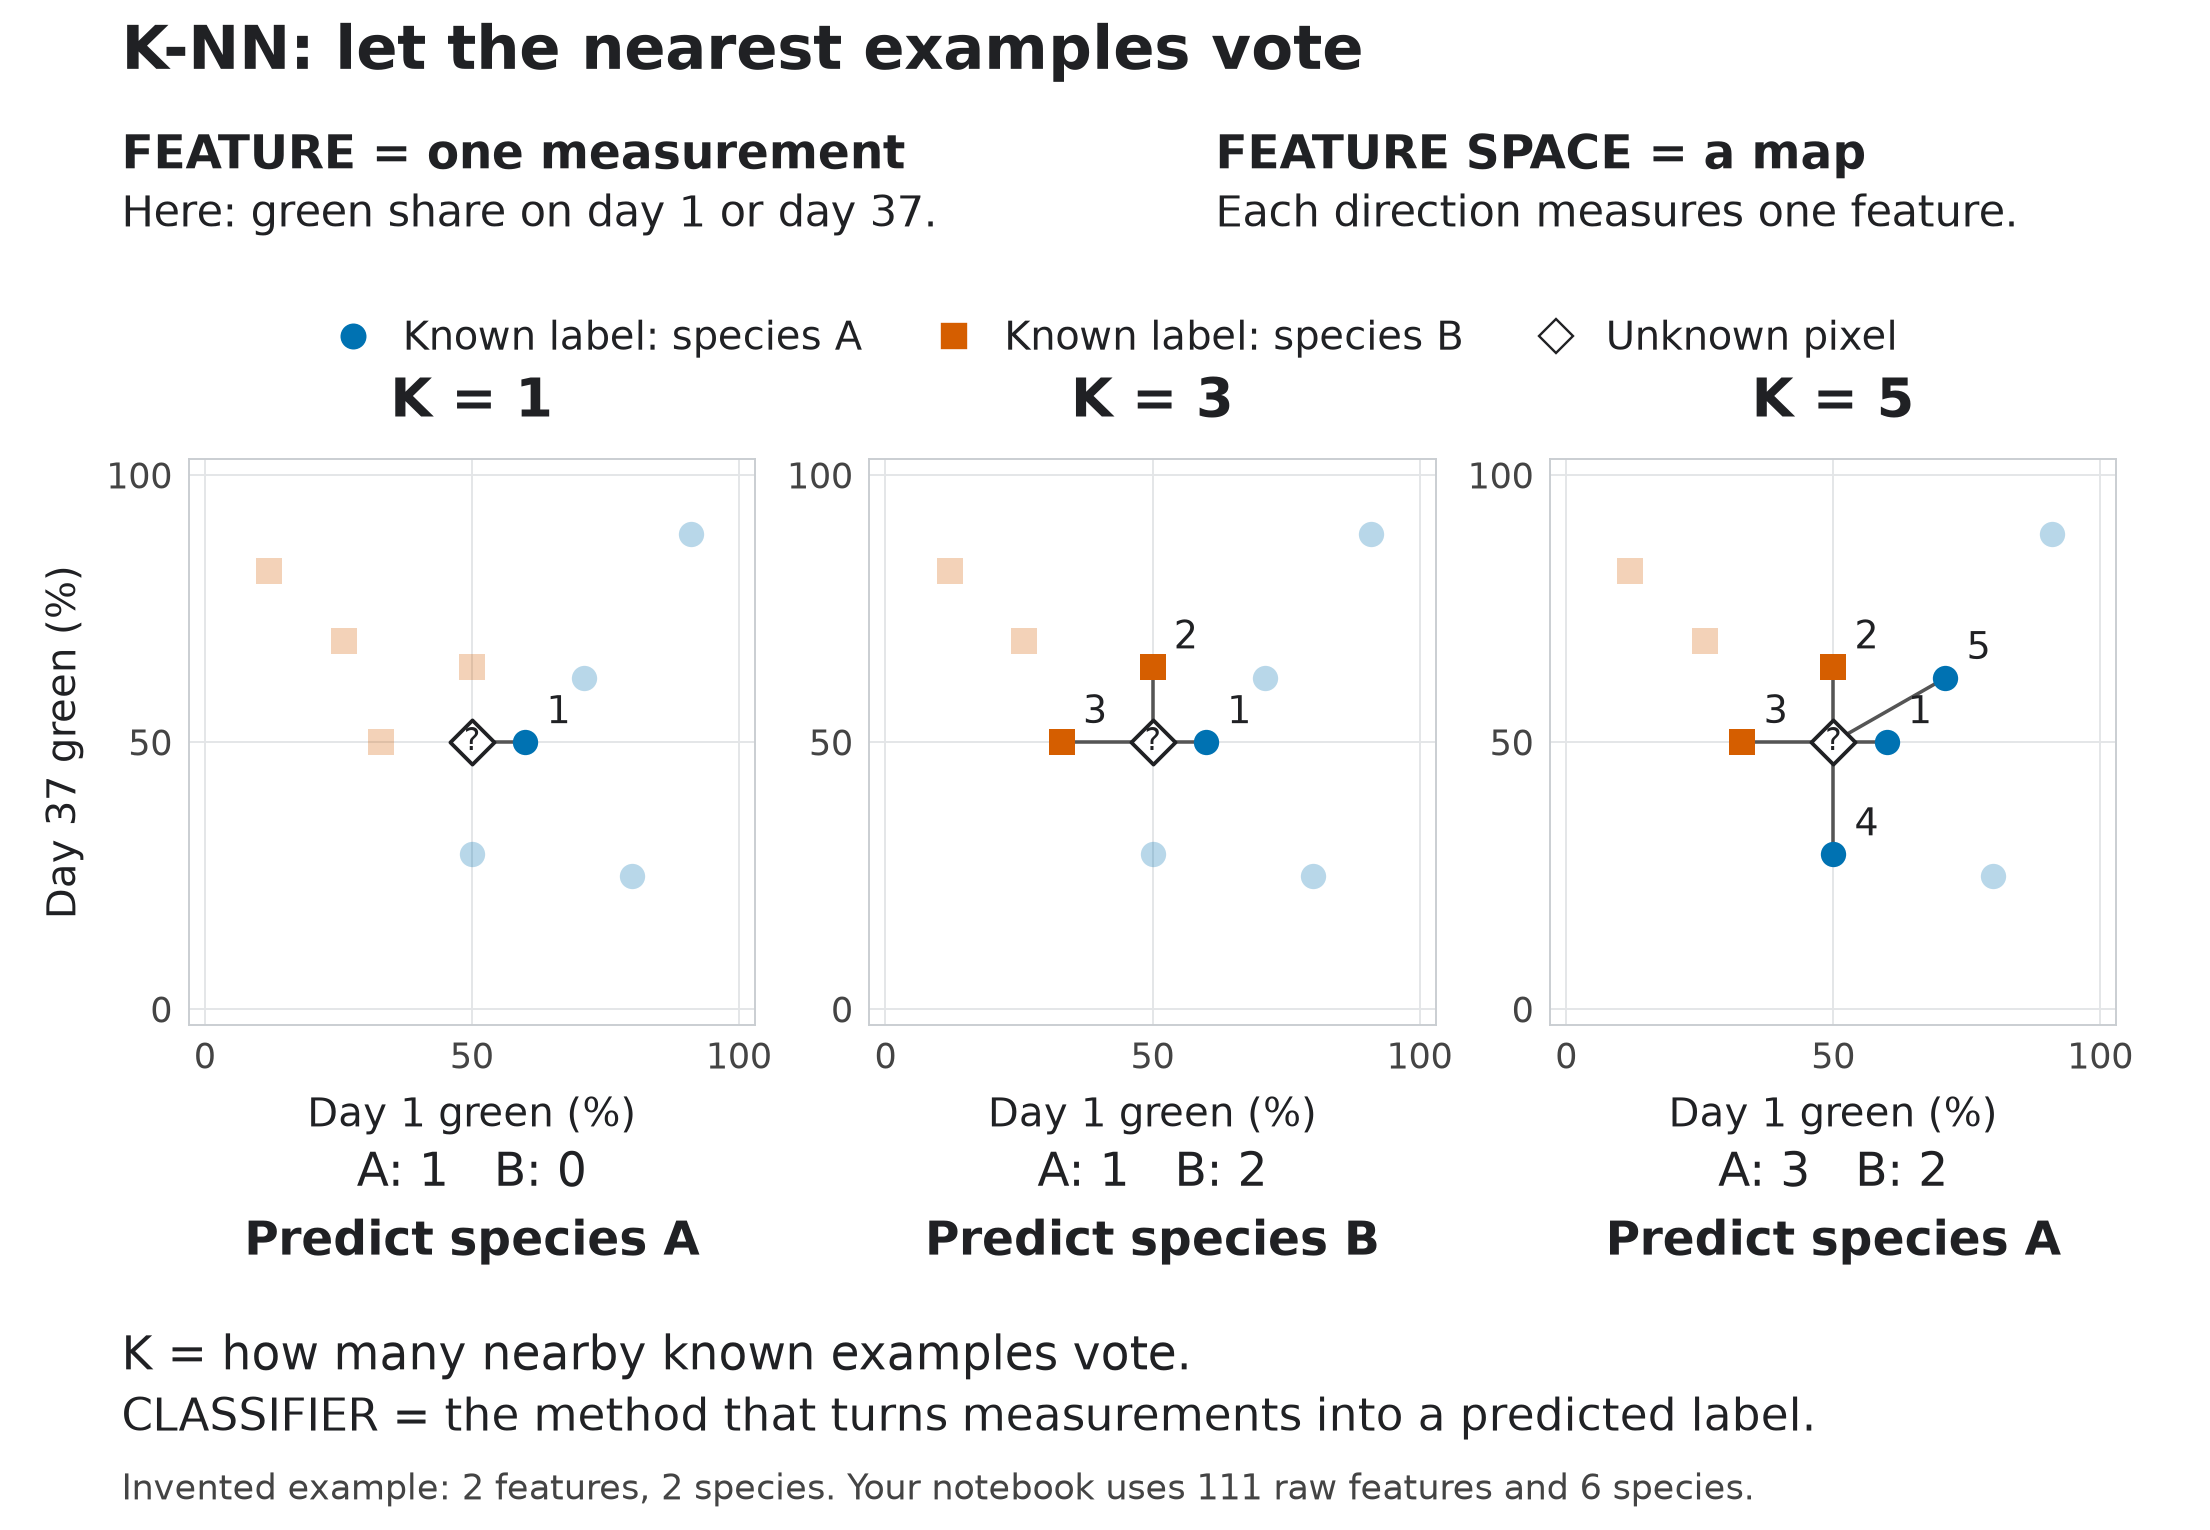 K-NN: let the nearest examples vote
FEATURE = one measurement
Here: green share on day 1 or day 37.
FEATURE SPACE = a map
Each direction measures one feature.
Known label: species A
Known label: species B
Unknown pixel
K = 1
100
50
0
Day 37 green (%)
?
1
0
50
100
Day 1 green (%)
A: 1 B: 0
Predict species A
K = 3
100
50
0
2
3
?
1
0
50
100
Day 1 green (%)
A: 1 B: 2
Predict species B
K = 5
100
50
0
2
5
3
1
?
4
0
50
100
Day 1 green (%)
A: 3 B: 2
Predict species A
K = how many nearby known examples vote.
CLASSIFIER = the method that turns measurements into a predicted label.
Invented example: 2 features, 2 species. Your notebook uses 111 raw features and 6 species.